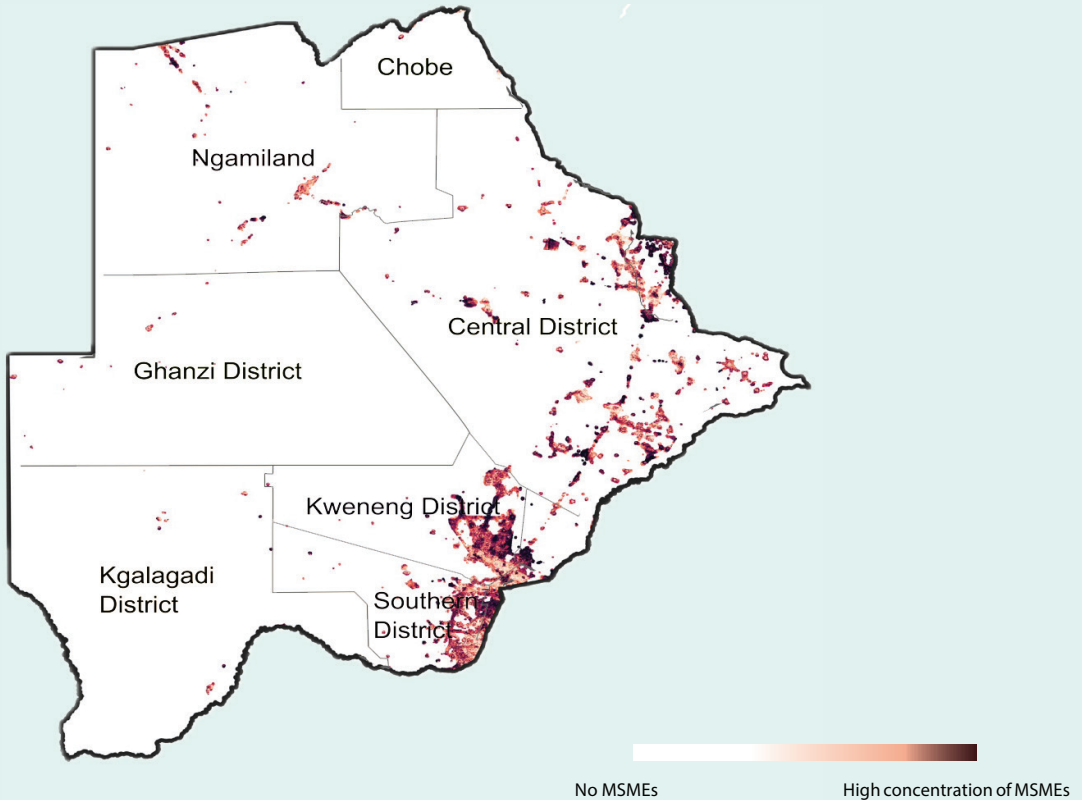 Chobe
Ngamiland
Central District
Ghanzi District
Kweneng District
Kgalagadi
District
Southern
District
No MSMEs
High concentration of MSMEs